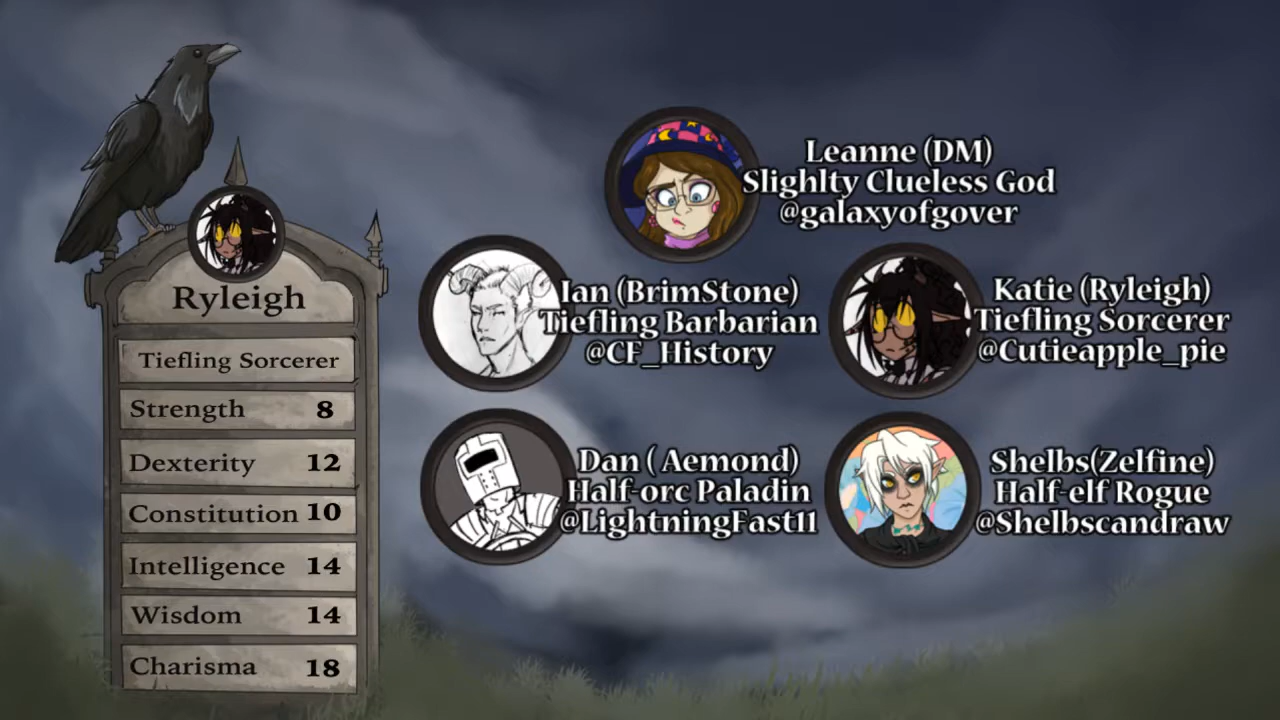 Ryleigh
Tiefling Sorcerer
Strength 8
Dexterity 12
Constitution 10
Intelligence 14
Wisdom 14
Charisma 18
Leanne (DM)
Slighlty Clueless God
@galaxyofgover
Ian (BrimStone)
Tiefling Barbarian
@CF_History
Katie (Ryleigh)
Tiefling Sorcerer
@Cutieapple_pie
Dan ( Aemond)
Half-orc Paladin
@LightningFast11
Shelbs(Zelfine)
Half-elf Rogue
@Shelbscandraw